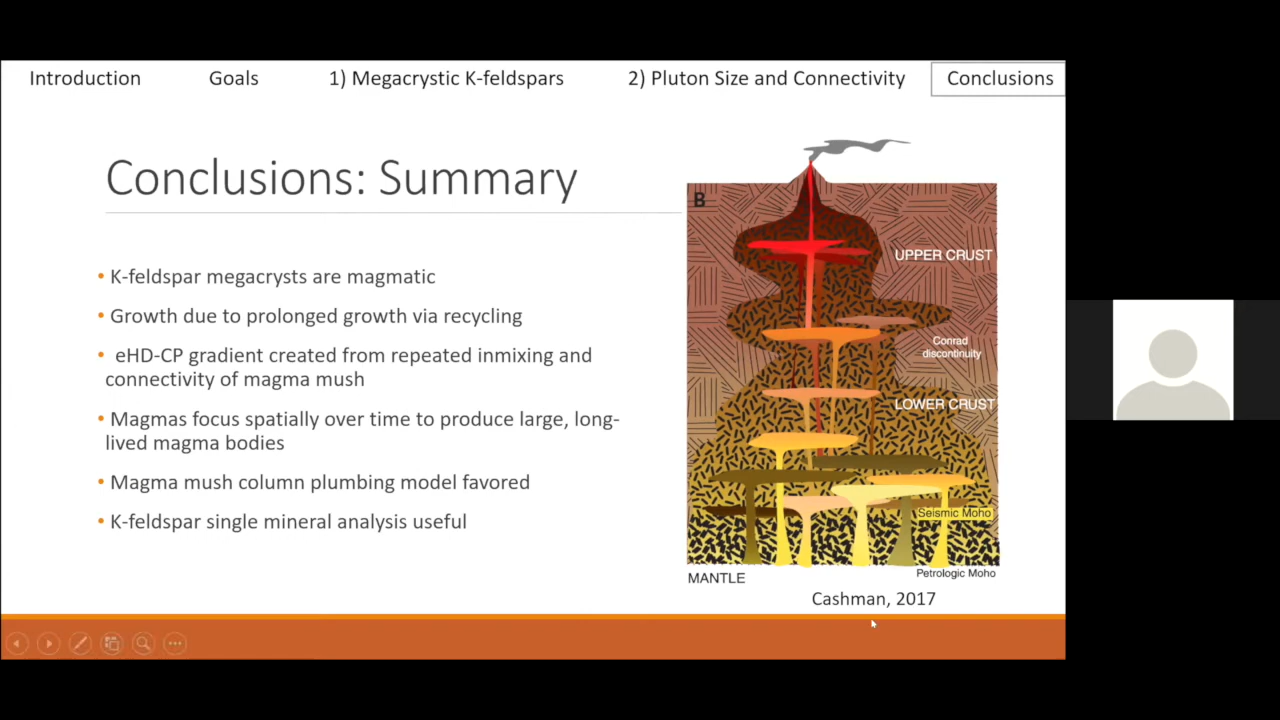 Introduction Goals 1) Megacrystic K-feldspars 2) Pluton Size and Connectivity Conclusions
Conclusions: Summary
• K-feldspar megacrysts are magmatic
• Growth due to prolonged growth via recycling
• eHD-CP gradient created from repeated inmixing and
connectivity of magma mush
• Magmas focus spatially over time to produce large, long-
lived magma bodies
• Magma mush column plumbing model favored
• K-feldspar single mineral analysis useful
B
UPPER CRUST
Conrad
discontinuity
LOWER CRUST
Seismic Moho
MANTLE
Petrologic Moho
Cashman, 2017